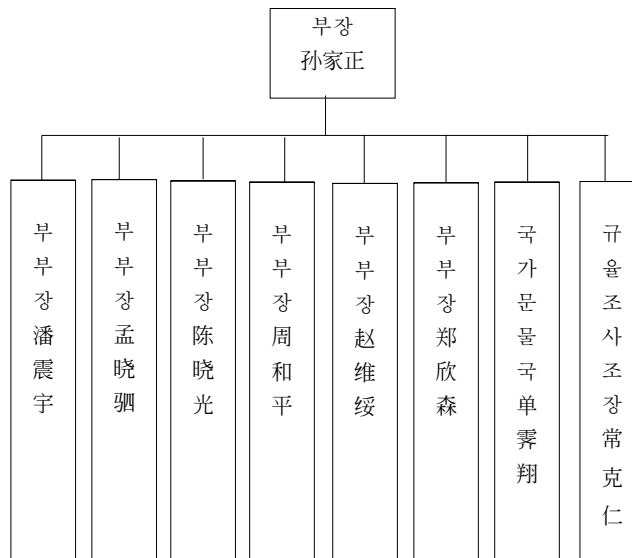 부장
孙家正
부부장潘震宇
부부장孟晓驷
부부장陈晓光
부부장周和平
부부장赵维绥
부부장郑欣森
국가문물국单霁翔
규율조사조장常克仁